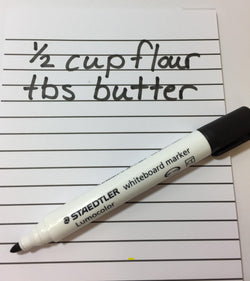 ½ cup flour
tbs butter
STAEDTLER whiteboard marker
Lumocolor